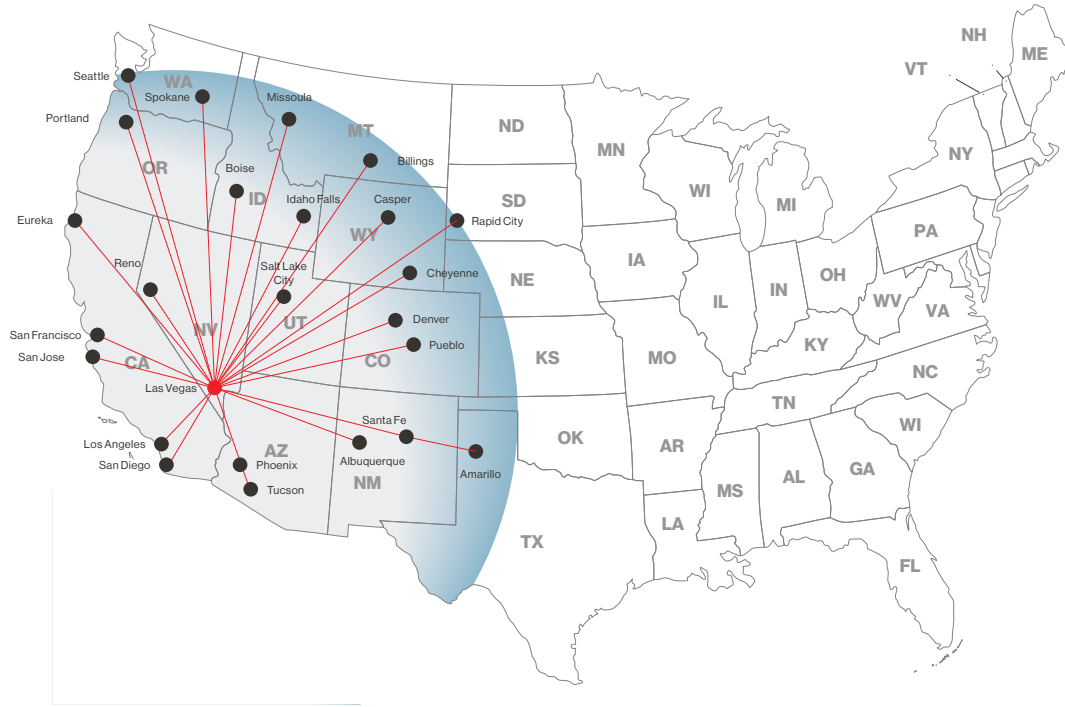 NH
ME
VT
Seattle
WA
Spokane
Missoula
Portland
MT
ND
MN
NY
Billings
OR
Boise
ID
Idaho Falls
Casper
SD
WI
MI
Eureka
Rapid City
WY
PA
Reno
Salt Lake
City
Cheyenne
NE
IA
OH
IL
IN
WV
VA
San Francisco
NV
UT
Denver
Pueblo
San Jose
CA
CO
KS
MO
KY
NC
Las Vegas
TN
Santa Fe
WI
Los Angeles
San Diego
AZ
Phoenix
Albuquerque
Amarillo
OK
AR
GA
Tucson
NM
MS
AL
LA
TX
FL